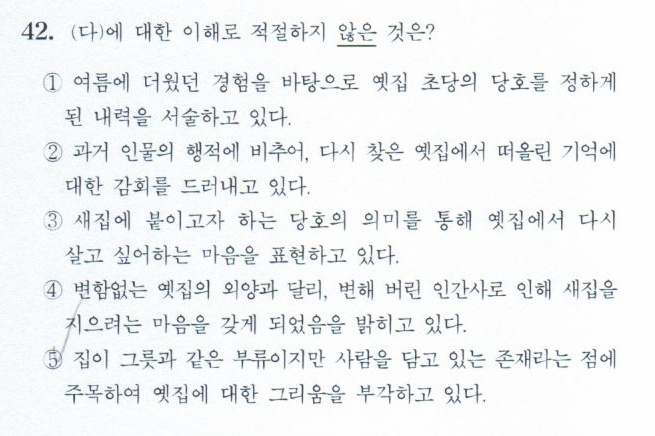 42. (다)에 대한 이해로 적절하지 않은 것은?
① 여름에 더웠던 경험을 바탕으로 옛집 초당의 당호를 정하게
된 내력을 서술하고 있다.
② 과거 인물의 행적에 비추어, 다시 찾은 옛집에서 떠올린 기억에
대한 감회를 드러내고 있다.
③ 새집에 붙이고자 하는 당호의 의미를 통해 옛집에서 다시
살고 싶어하는 마음을 표현하고 있다.
④ 변함없는 옛집의 외양과 달리, 변해 버린 인간사로 인해 새집을
지으려는 마음을 갖게 되었음을 밝히고 있다.
⑤ 집이 그릇과 같은 부류이지만 사람을 담고 있는 존재라는 점에
주목하여 옛집에 대한 그리움을 부각하고 있다.